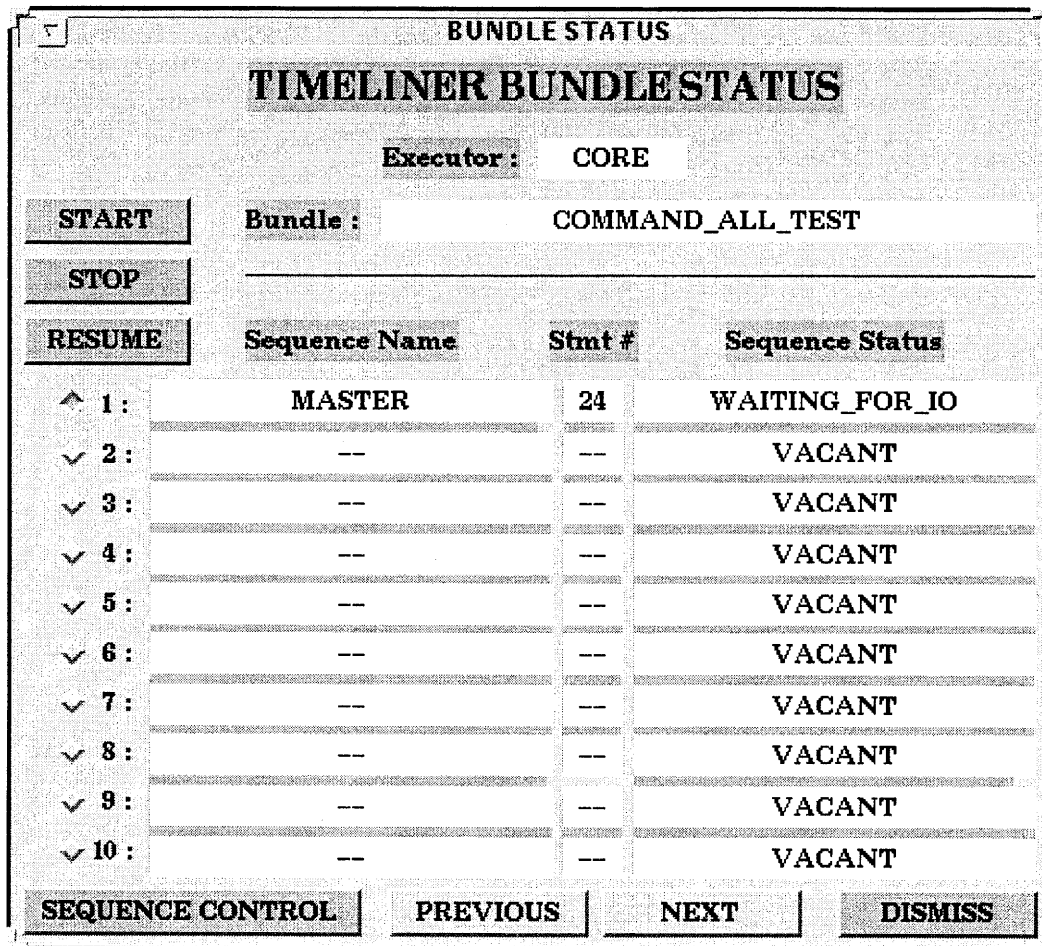 BUNDLE STATUS
TIMELINER BUNDLE STATUS
Executor : CORE
START Bundle : COMMAND_ALL_TEST
STOP
RESUME Sequence Name Stmt # Sequence Status
1 : MASTER 24 WAITING_FOR_IO
2 : -- -- VACANT
3 : -- -- VACANT
4 : -- -- VACANT
5 : -- -- VACANT
6 : -- -- VACANT
7 : -- -- VACANT
8 : -- -- VACANT
9 : -- -- VACANT
10 : -- -- VACANT
SEQUENCE CONTROL PREVIOUS NEXT DISMISS